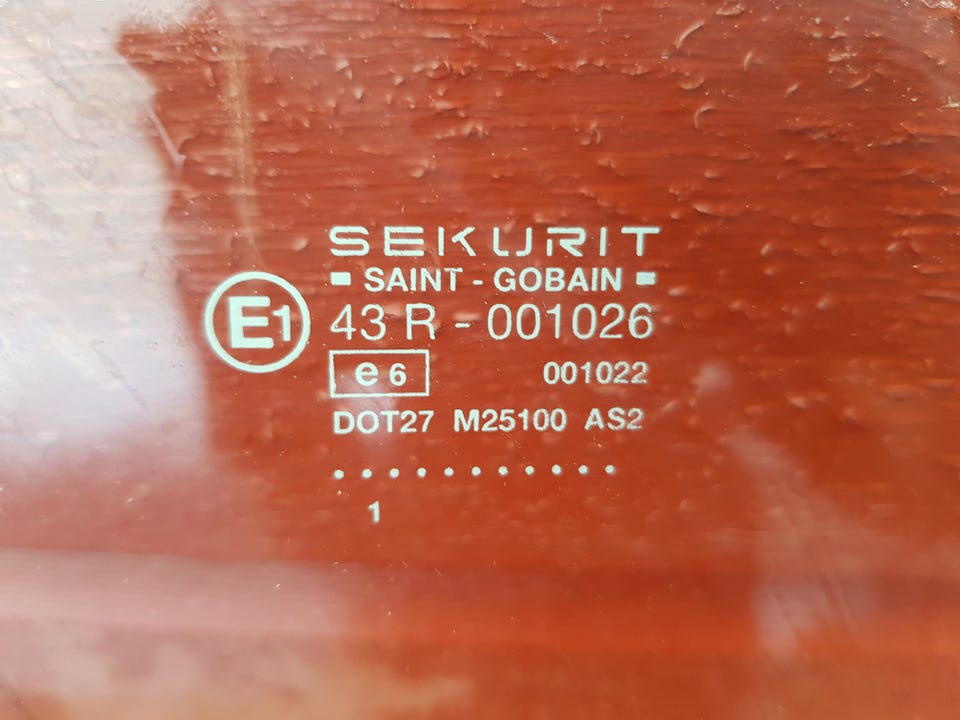 SEKURIT
SAINT - GOBAIN
E1 43 R - 001026
e 6 001022
DOT27 M25100 AS2
...........
1